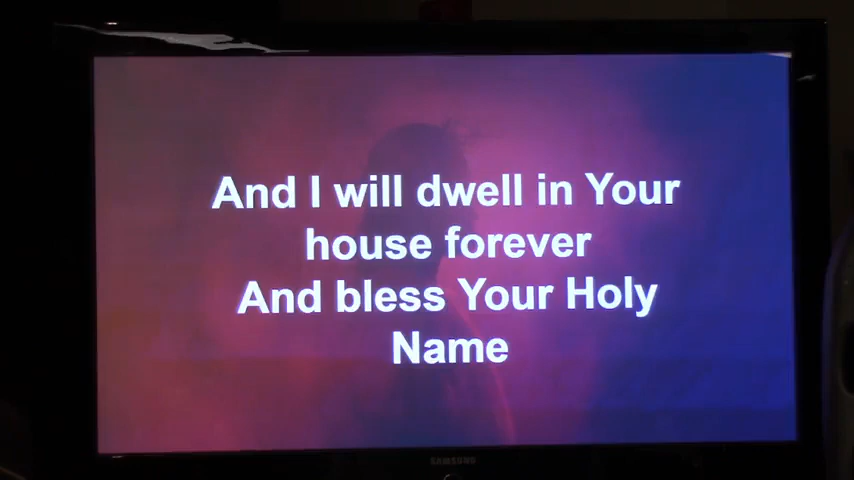 And I will dwell in Your
house forever
And bless Your Holy
Name
SAMSUNG